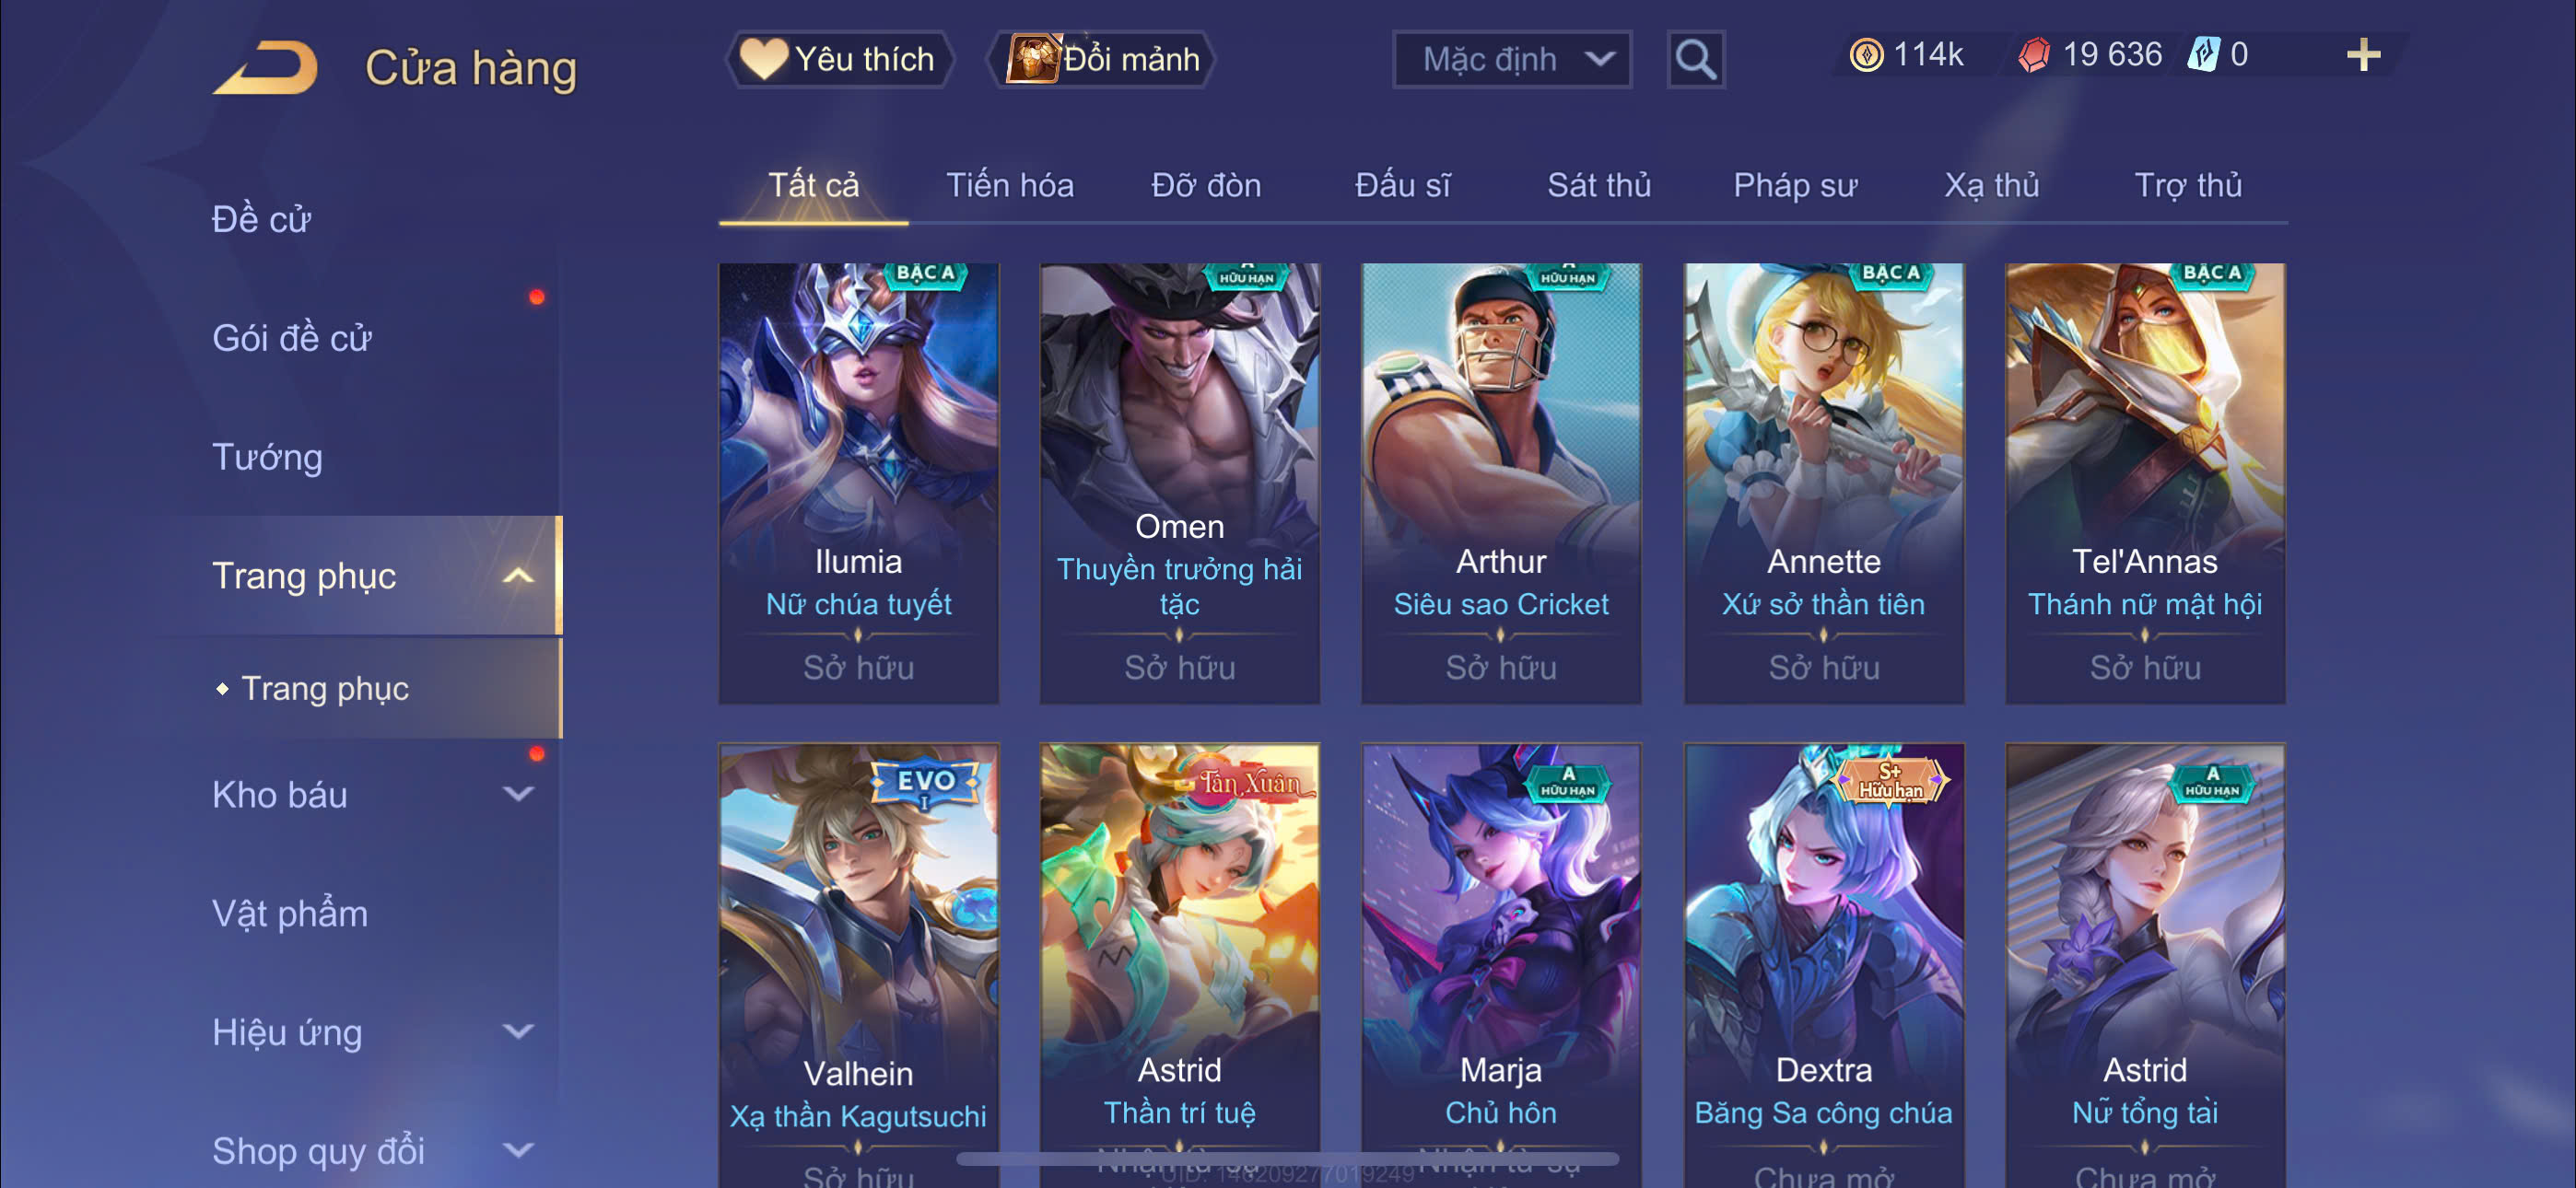 Cửa hàng
Yêu thích
Đổi mảnh
Mặc định
114k
19 636
0
Tất cả
Tiến hóa
Đỡ đòn
Đấu sĩ
Sát thủ
Pháp sư
Xạ thủ
Trợ thủ
Đề cử
Gói đề cử
Tướng
Trang phục
Trang phục
Kho báu
Vật phẩm
Hiệu ứng
Shop quy đổi
BẬC A
Ilumia
Nữ chúa tuyết
Sở hữu
A
HỮU HẠN
Omen
Thuyền trưởng hải
tặc
Sở hữu
A
HỮU HẠN
Arthur
Siêu sao Cricket
Sở hữu
BẬC A
Annette
Xứ sở thần tiên
Sở hữu
BẬC A
Tel'Annas
Thánh nữ mật hội
Sở hữu
EVO
I
Valhein
Xạ thần Kagutsuchi
Sở hữu
Tân Xuân
Astrid
Thần trí tuệ
Nhận từ sự
A
HỮU HẠN
Marja
Chủ hôn
Nhận từ sự
S+
Hữu hạn
Dextra
Băng Sa công chúa
Chưa mở
A
HỮU HẠN
Astrid
Nữ tổng tài
Chưa mở
UID: 1462092777019249